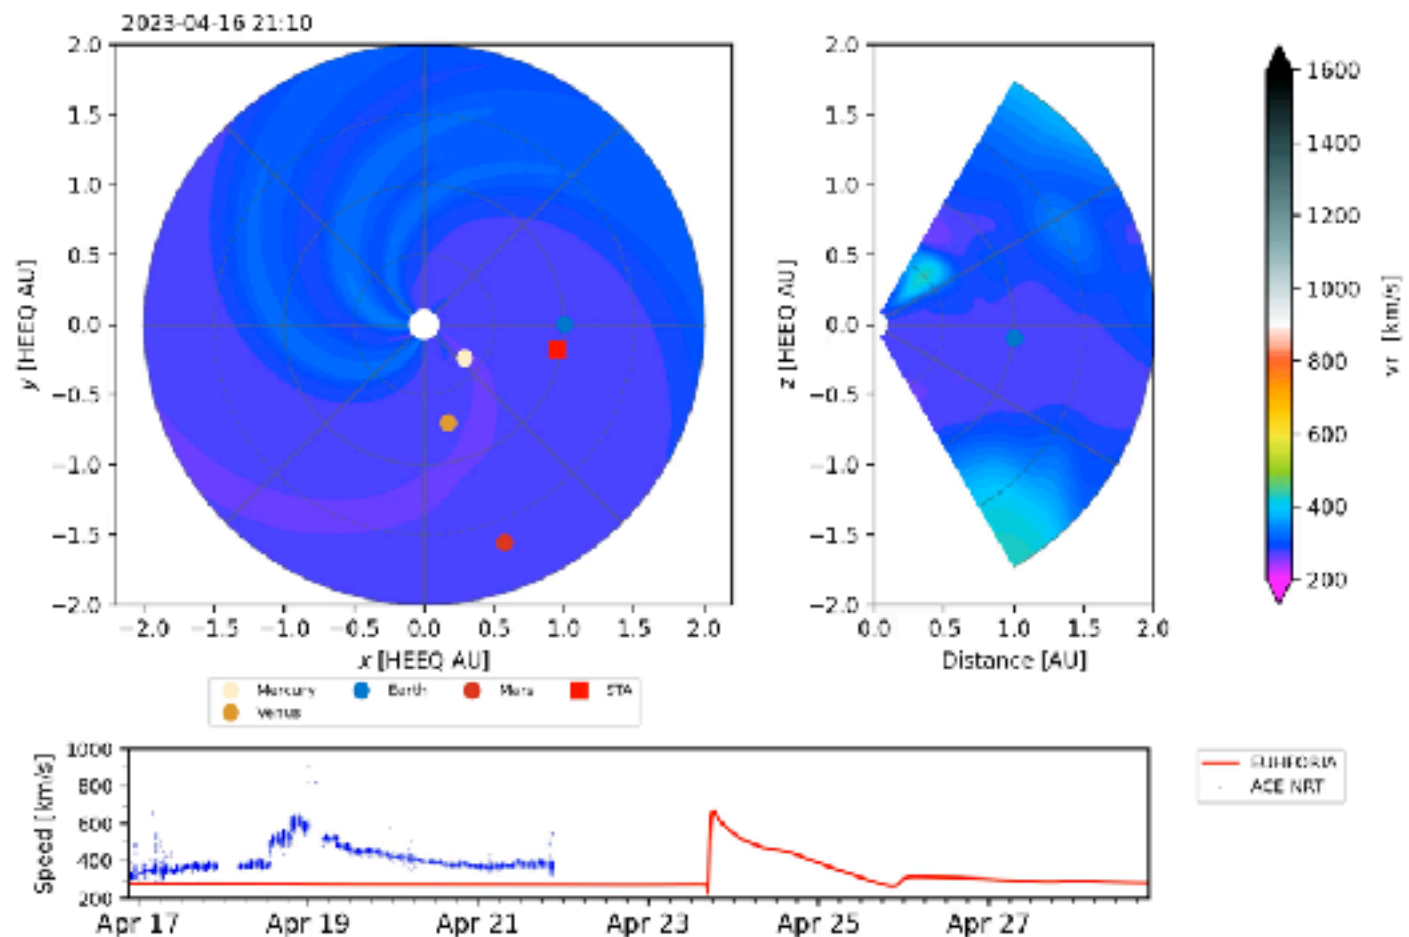 2023-04-16 21:10
2.0
1.5
1.0
0.5
0.0
−0.5
−1.0
−1.5
−2.0
y [HEEQ AU]
−2.0 −1.5 −1.0 −0.5 0.0 0.5 1.0 1.5 2.0
x [HEEQ AU]
2.0
1.5
1.0
0.5
0.0
−0.5
−1.0
−1.5
−2.0
z [HEEQ AU]
0.0 0.5 1.0 1.5 2.0
Distance [AU]
1600
1400
1200
1000
800
600
400
200
vr [km/s]
Mercury Earth Mars STA
Venus
1000
800
600
400
200
Speed [km/s]
Apr 17 Apr 19 Apr 21 Apr 23 Apr 25 Apr 27
EUHFORIA
ACE NRT